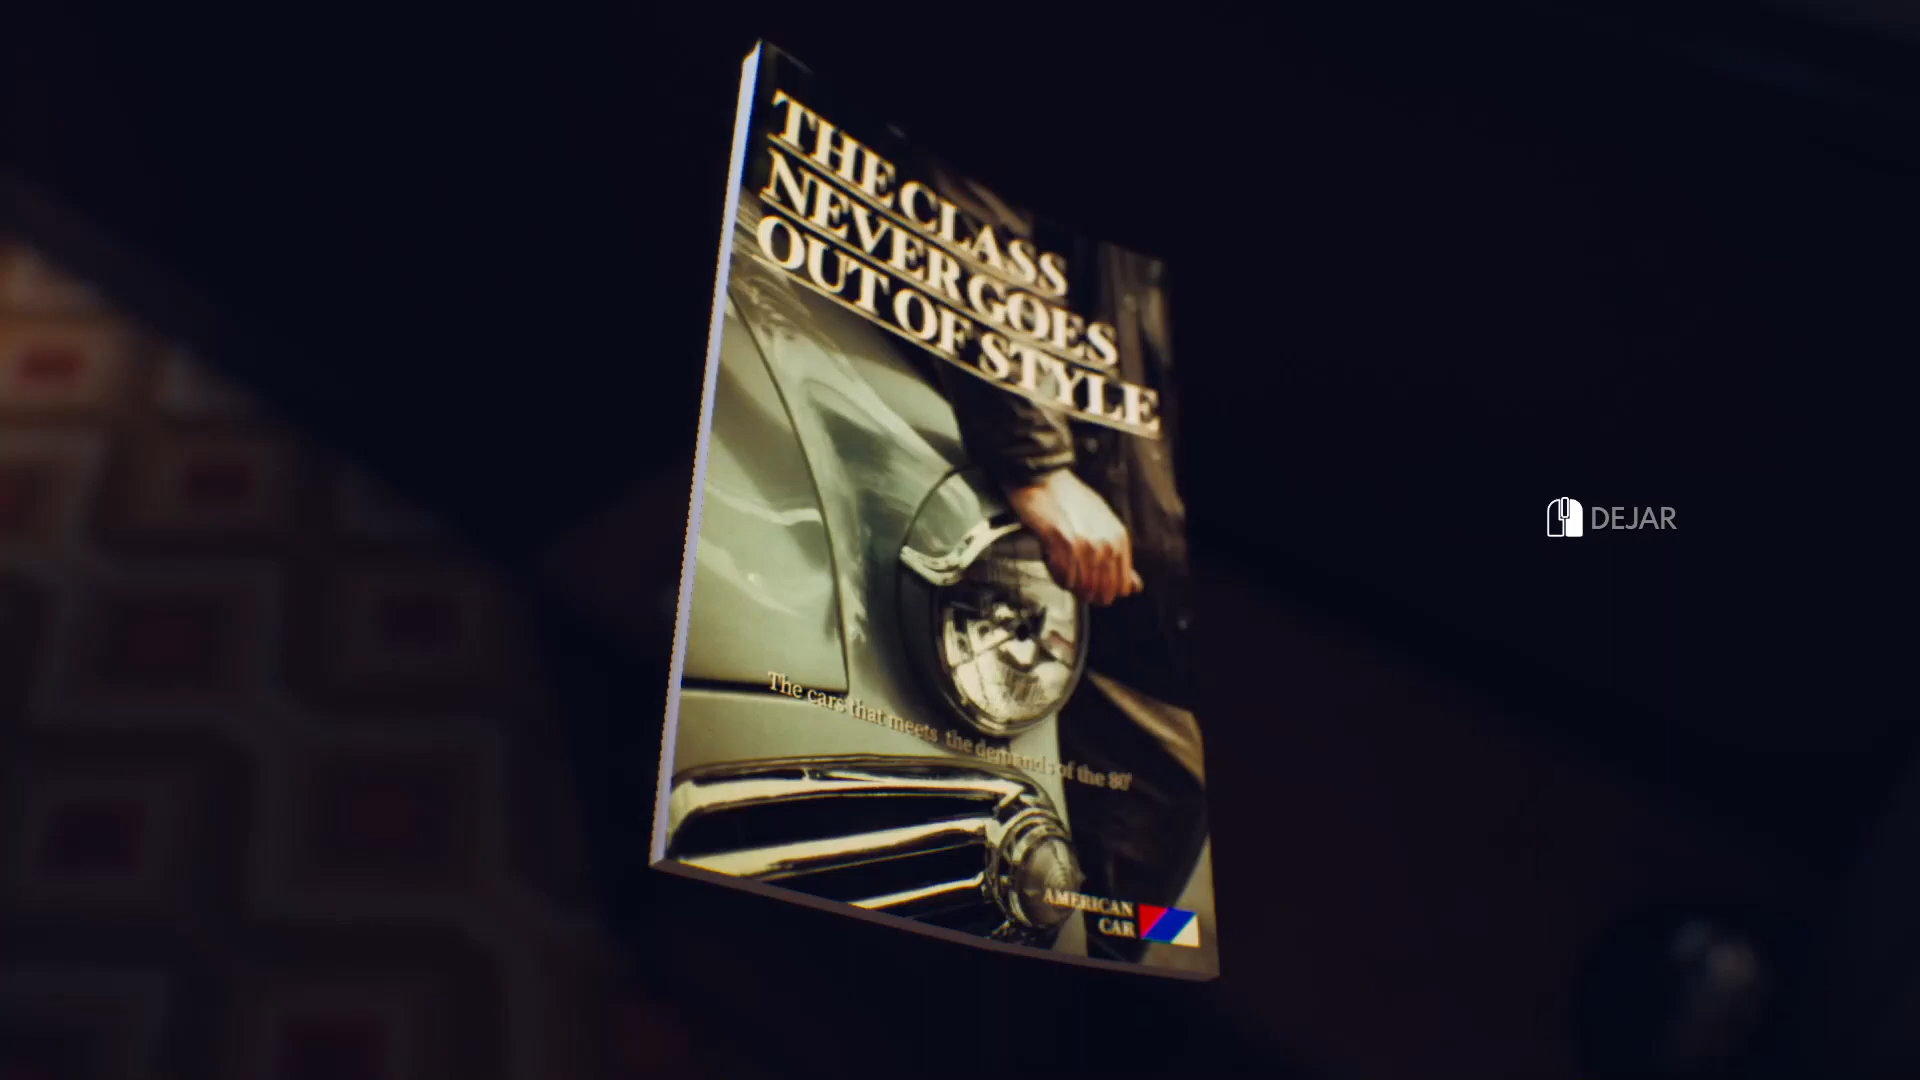 THE CLASS
NEVER GOES
OUT OF STYLE
The cars that meets the demands of the 80'
AMERICAN
CAR
DEJAR